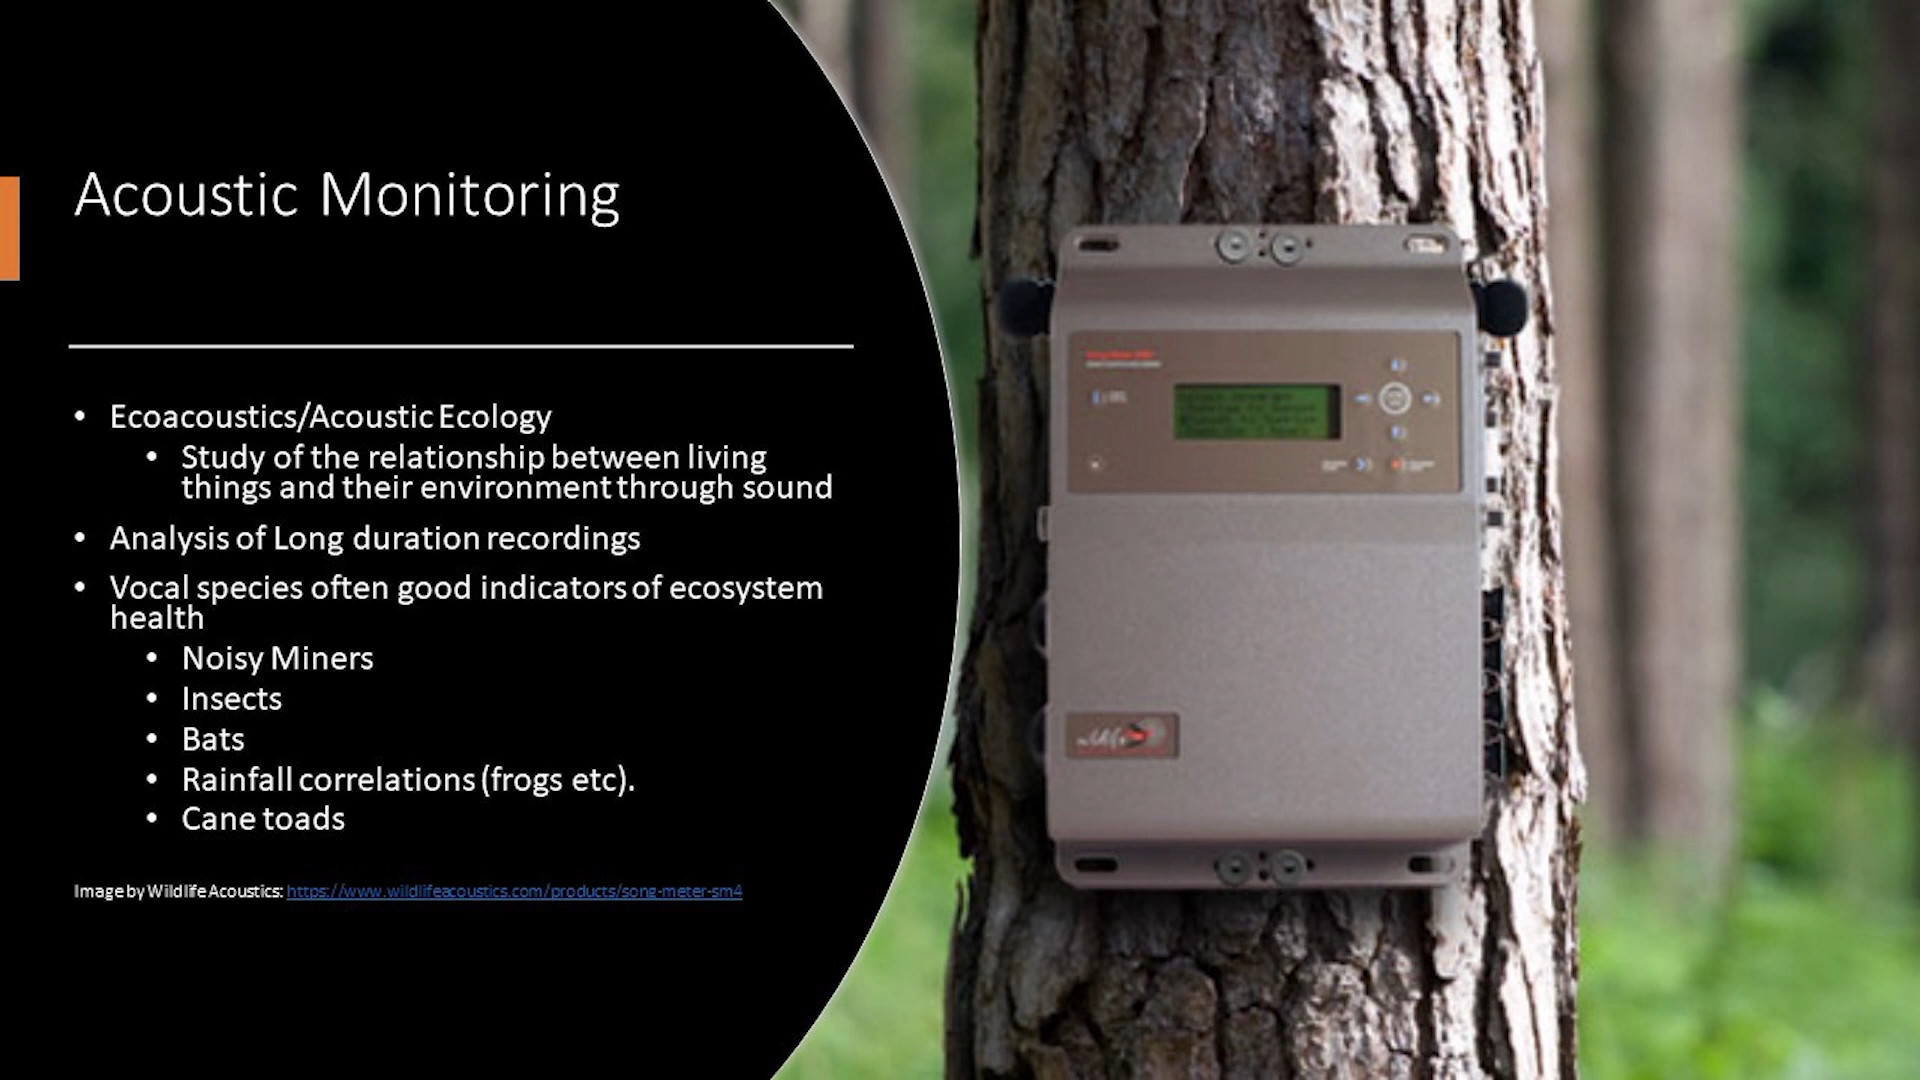 Acoustic Monitoring
• Ecoacoustics/Acoustic Ecology
• Study of the relationship between living
things and their environment through sound
• Analysis of Long duration recordings
• Vocal species often good indicators of ecosystem
health
• Noisy Miners
• Insects
• Bats
• Rainfall correlations (frogs etc).
• Cane toads
Image by Wildlife Acoustics: https://www.wildlifeacoustics.com/products/song-meter-sm4